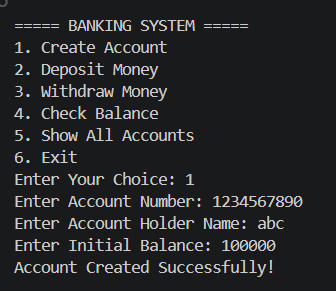 ===== BANKING SYSTEM =====
1. Create Account
2. Deposit Money
3. Withdraw Money
4. Check Balance
5. Show All Accounts
6. Exit
Enter Your Choice: 1
Enter Account Number: 1234567890
Enter Account Holder Name: abc
Enter Initial Balance: 100000
Account Created Successfully!